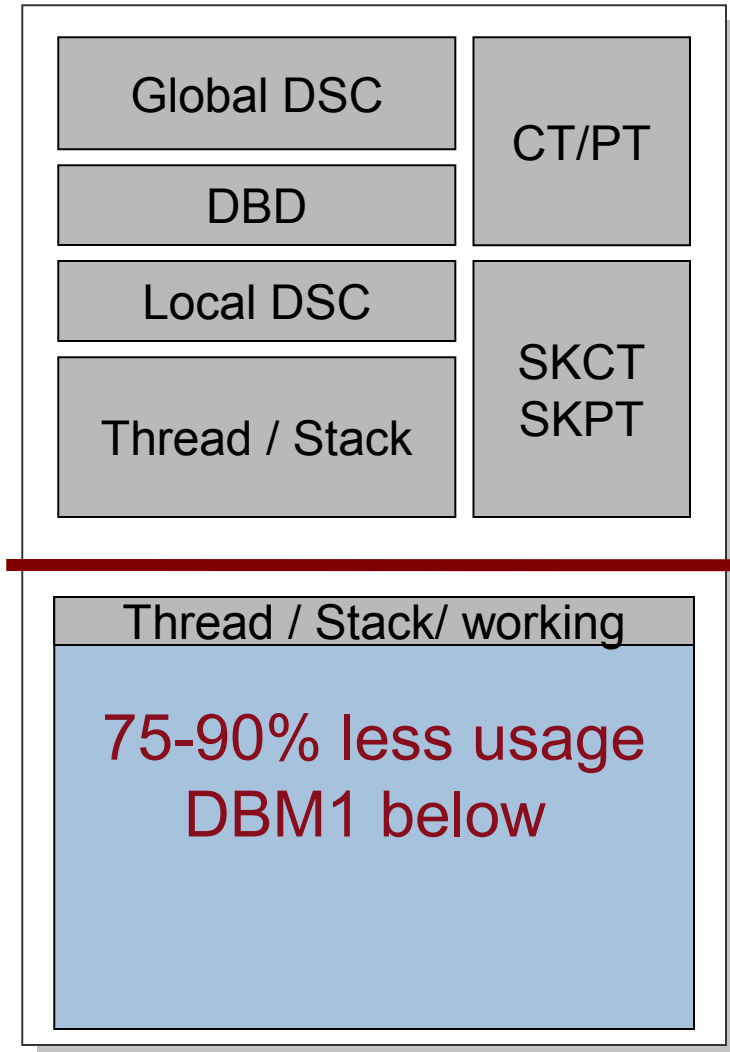 Global DSC
CT/PT
DBD
Local DSC
SKCT
SKPT
Thread / Stack
Thread / Stack/ working
75-90% less usage
DBM1 below